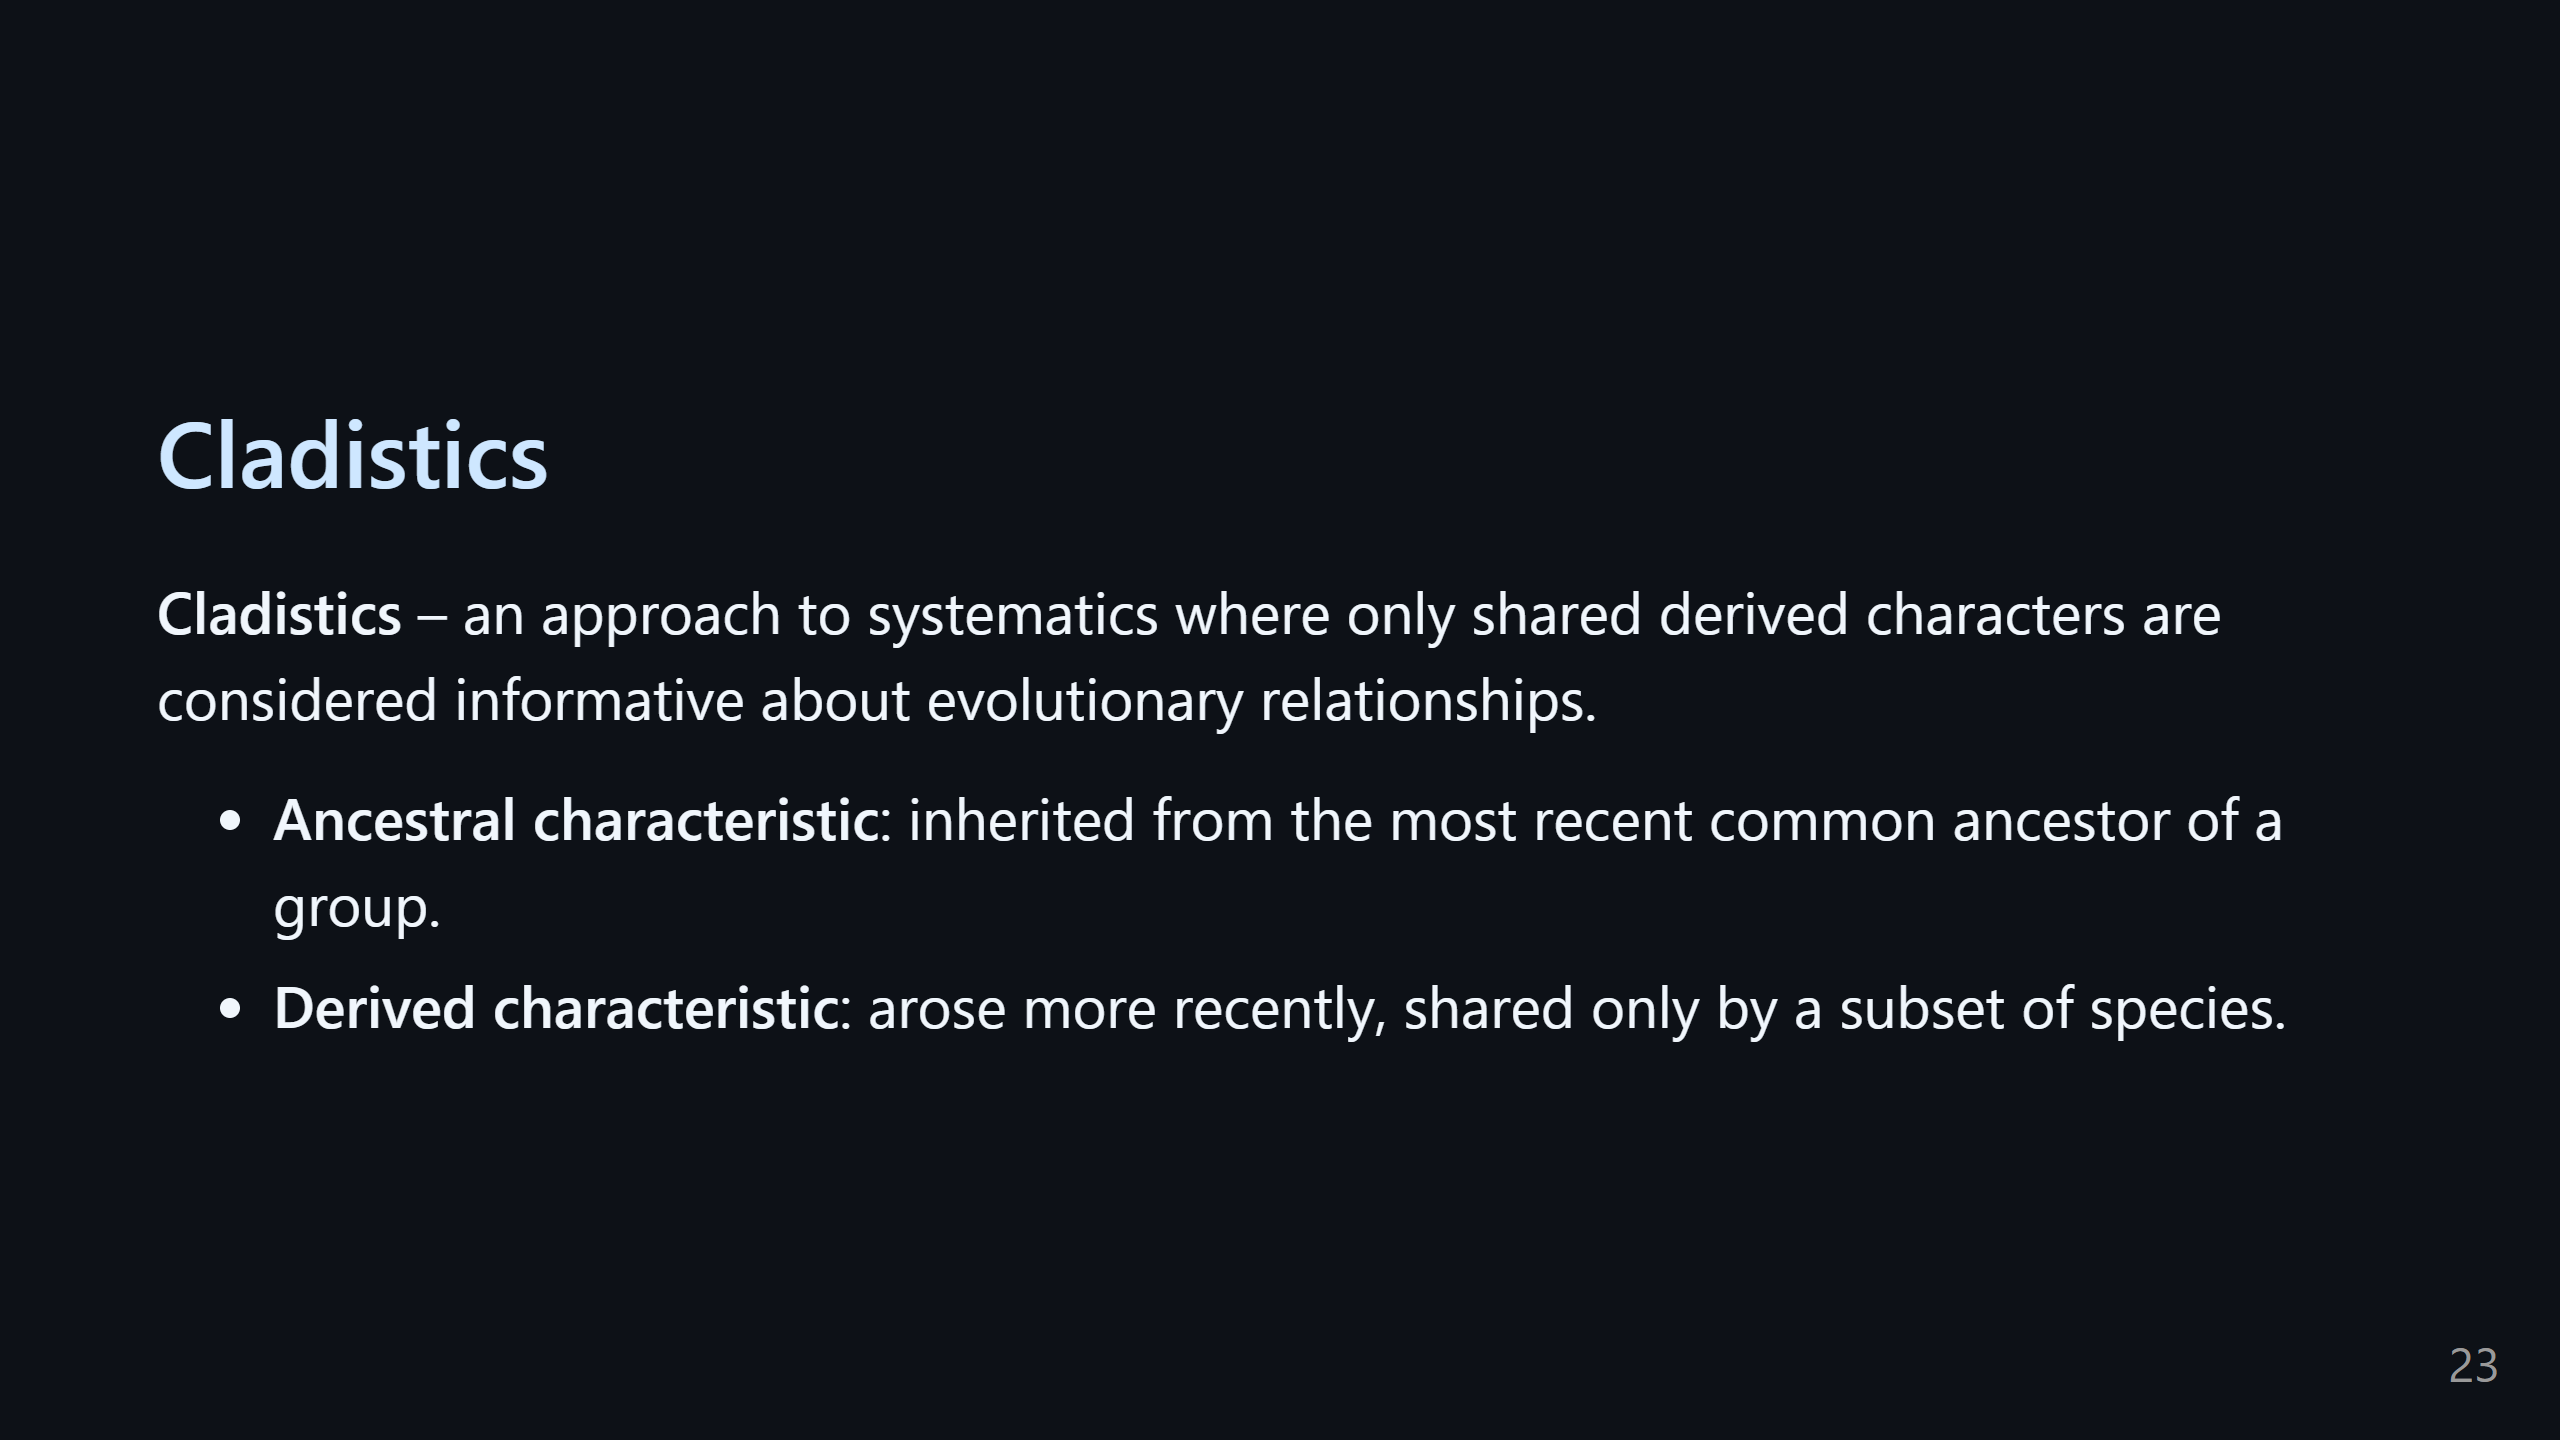 Cladistics
Cladistics – an approach to systematics where only shared derived characters are
considered informative about evolutionary relationships.
• Ancestral characteristic: inherited from the most recent common ancestor of a
group.
• Derived characteristic: arose more recently, shared only by a subset of species.
23